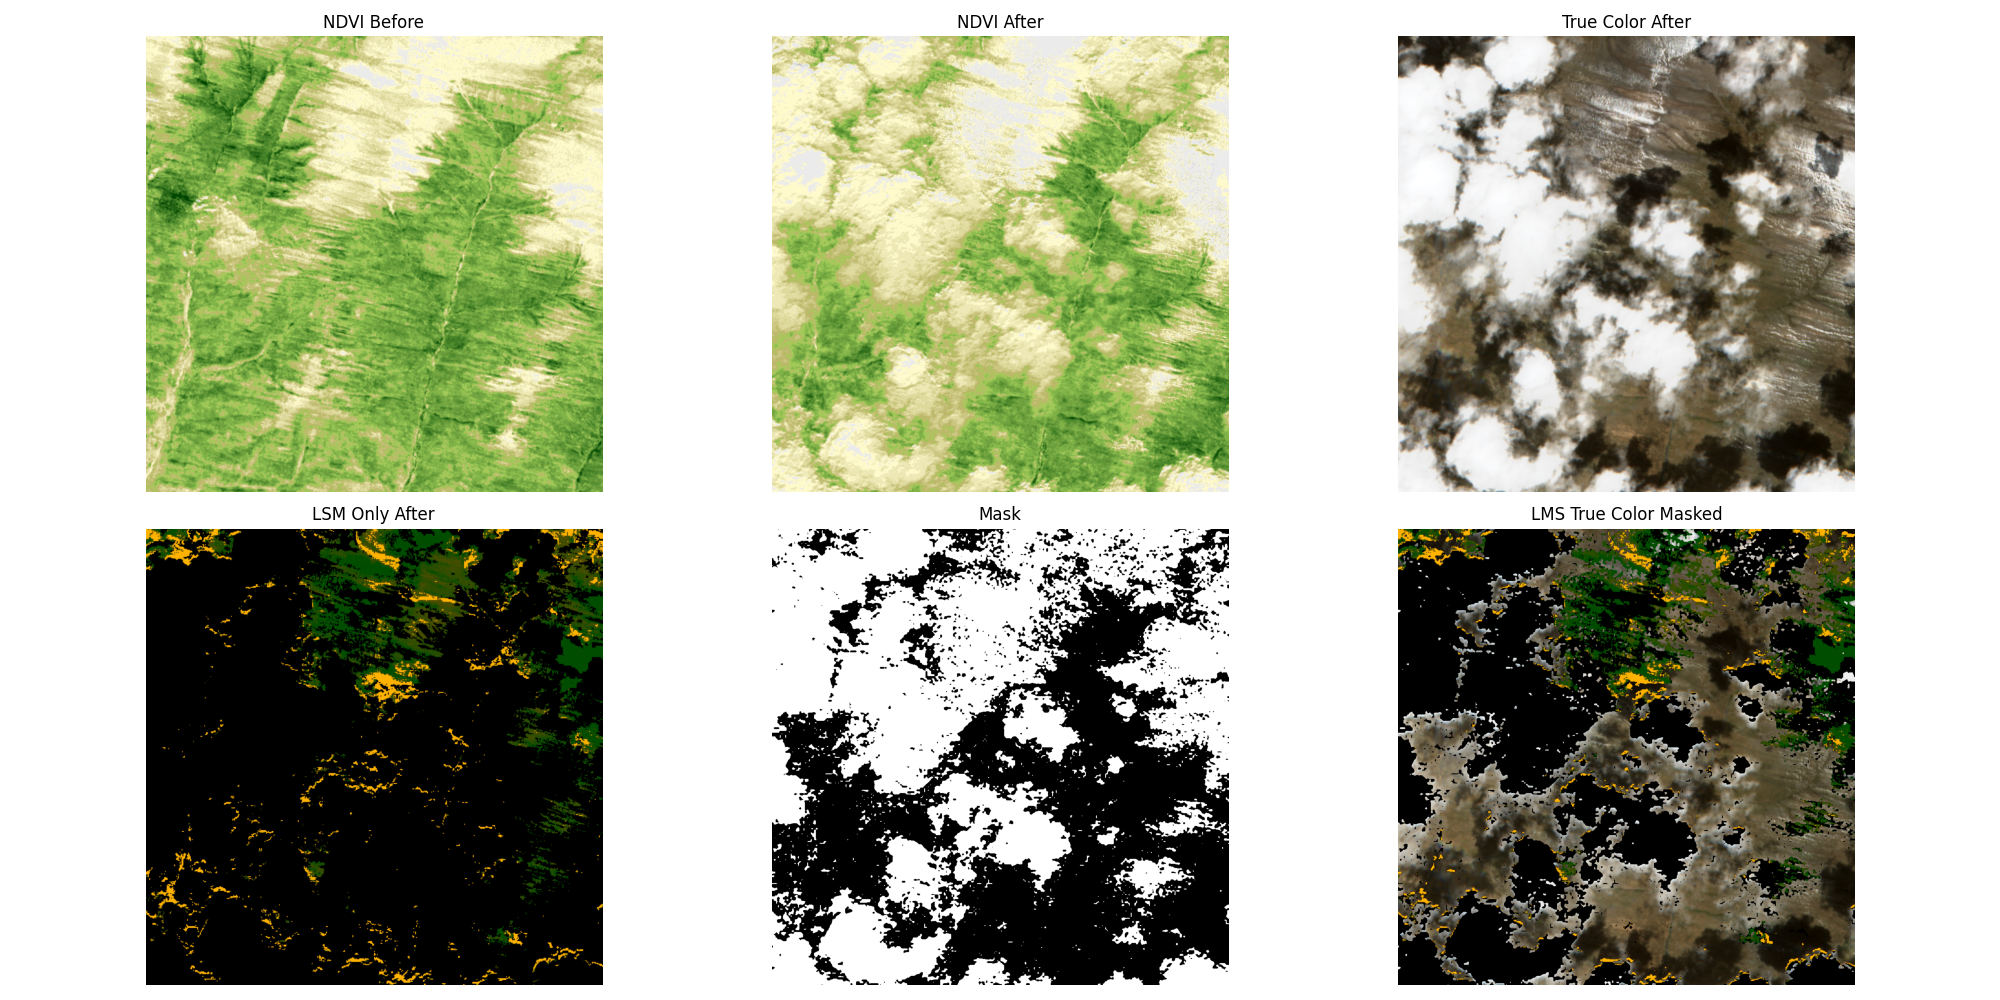 NDVI Before
NDVI After
True Color After
LSM Only After
Mask
LMS True Color Masked